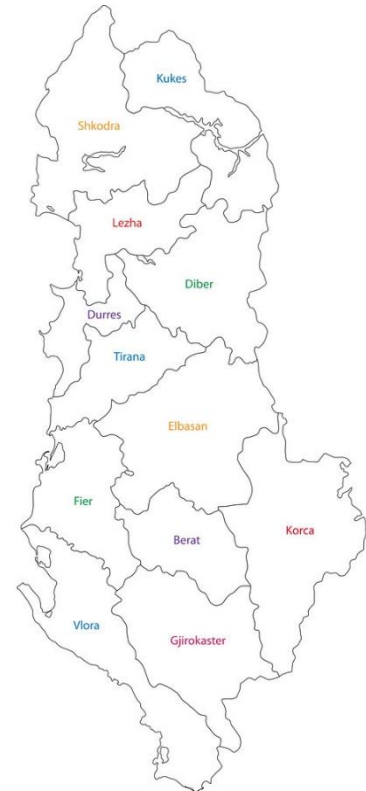 Kukes
Shkodra
Lezha
Diber
Durres
Tirana
Elbasan
Fier
Korca
Berat
Vlora
Gjirokaster